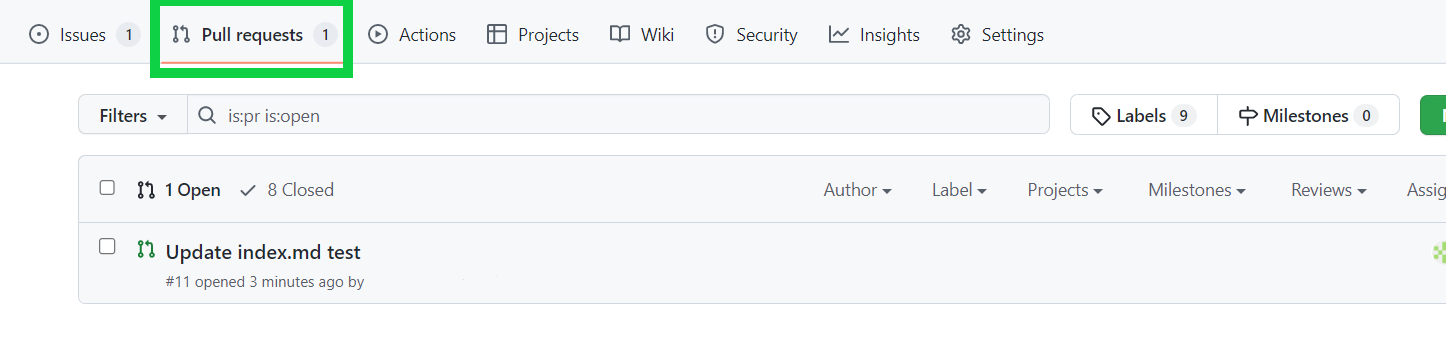 Issues 1 Pull requests 1 Actions Projects Wiki Security Insights Settings
Filters is:pr is:open Labels 9 Milestones 0
1 Open 8 Closed Author Label Projects Milestones Reviews Assig
Update index.md test
#11 opened 3 minutes ago by